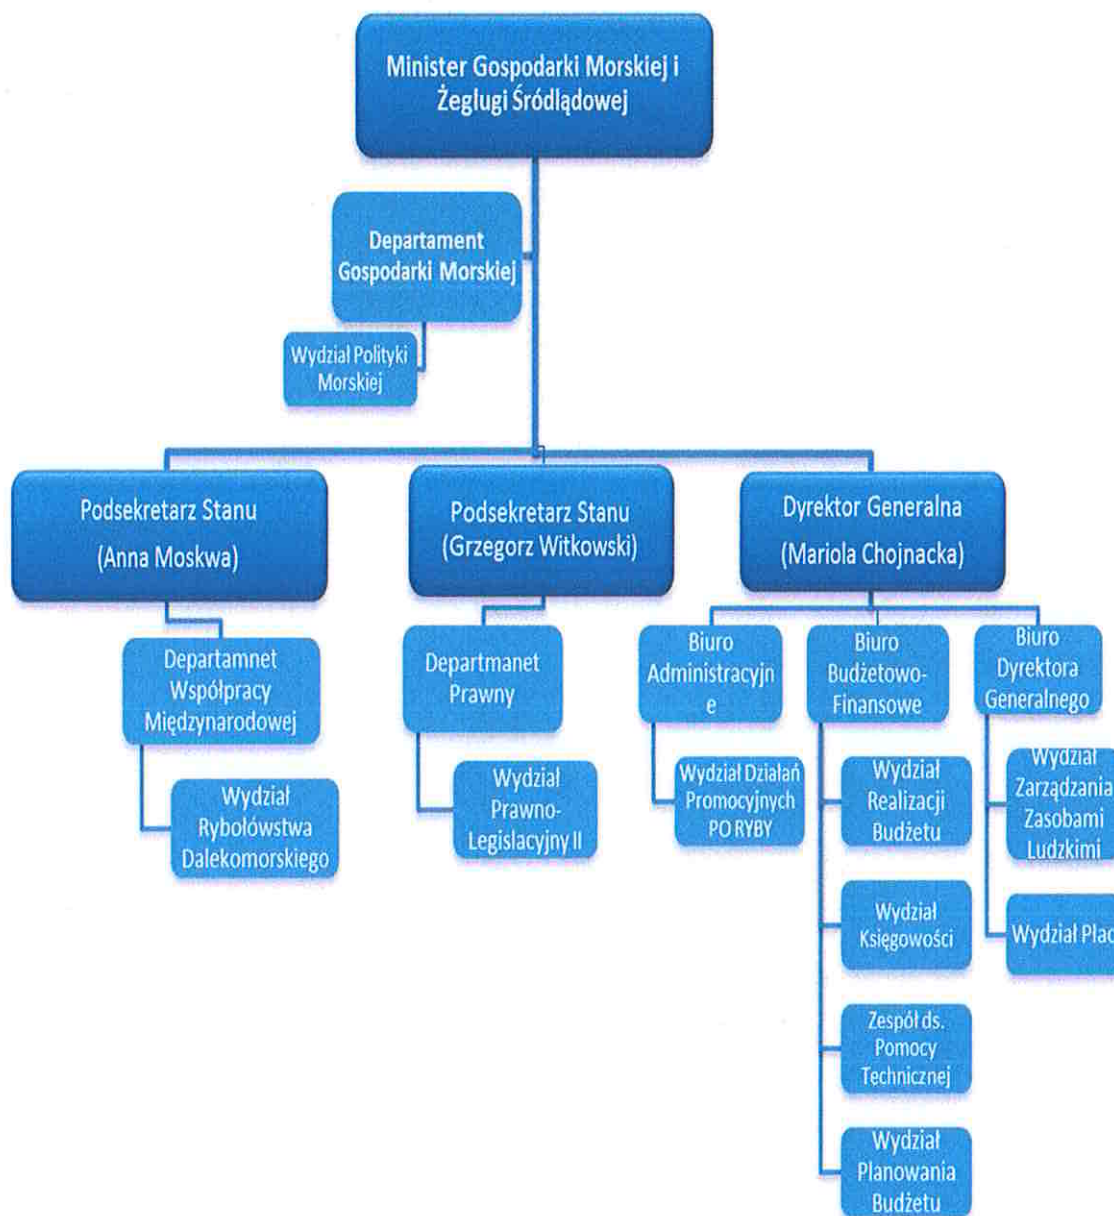 Minister Gospodarki Morskiej i
Żeglugi Śródlądowej
Departament
Gospodarki Morskiej
Wydział Polityki
Morskiej
Podsekretarz Stanu
(Anna Moskwa)
Podsekretarz Stanu
(Grzegorz Witkowski)
Dyrektor Generalna
(Mariola Chojnacka)
Departamnet
Współpracy
Międzynarodowej
Wydział
Rybołówstwa
Dalekomorskiego
Departmanet
Prawny
Wydział
Prawno-
Legislacyjny II
Biuro
Administracyjn
e
Wydział Działań
Promocyjnych
PO RYBY
Biuro
Budżetowo-
Finansowe
Wydział
Realizacji
Budżetu
Wydział
Księgowości
Zespół ds.
Pomocy
Technicznej
Wydział
Planowania
Budżetu
Biuro
Dyrektora
Generalnego
Wydział
Zarządzania
Zasobami
Ludzkimi
Wydział Płac